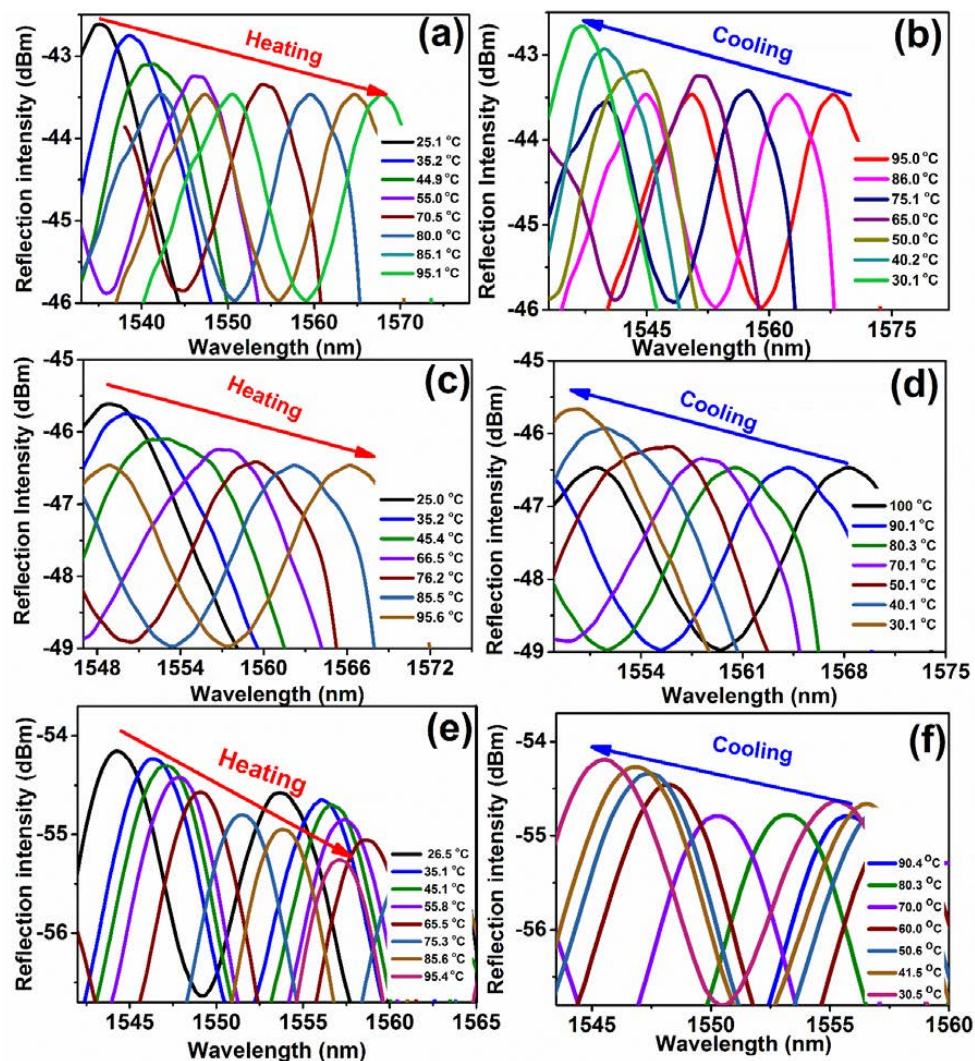 (a)
Heating
Reflection intensity (dBm)
-43
-44
-45
-46
25.1 °C
35.2 °C
44.9 °C
55.0 °C
70.5 °C
80.0 °C
85.1 °C
95.1 °C
1540 1550 1560 1570
Wavelength (nm)
(b)
Cooling
Reflection Intensity (dBm)
-43
-44
-45
-46
95.0 °C
86.0 °C
75.1 °C
65.0 °C
50.0 °C
40.2 °C
30.1 °C
1545 1560 1575
Wavelength (nm)
(c)
Heating
Reflection intensity (dBm)
-45
-46
-47
-48
-49
25.0 °C
35.2 °C
45.4 °C
66.5 °C
76.2 °C
85.5 °C
95.6 °C
1548 1554 1560 1566 1572
Wavelength (nm)
(d)
Cooling
Reflection intensity (dBm)
-45
-46
-47
-48
-49
100 °C
90.1 °C
80.3 °C
70.1 °C
50.1 °C
40.1 °C
30.1 °C
1554 1561 1568 1575
Wavelength (nm)
(e)
Heating
Reflection intensity (dBm)
-54
-55
-56
26.5 °C
35.1 °C
45.1 °C
55.8 °C
65.5 °C
75.3 °C
85.6 °C
95.4 °C
1545 1550 1555 1560 1565
Wavelength (nm)
(f)
Cooling
Reflection intensity (dBm)
-54
-55
-56
90.4 °C
80.3 °C
70.0 °C
60.0 °C
50.6 °C
41.5 °C
30.5 °C
1545 1550 1555 1560
Wavelength (nm)